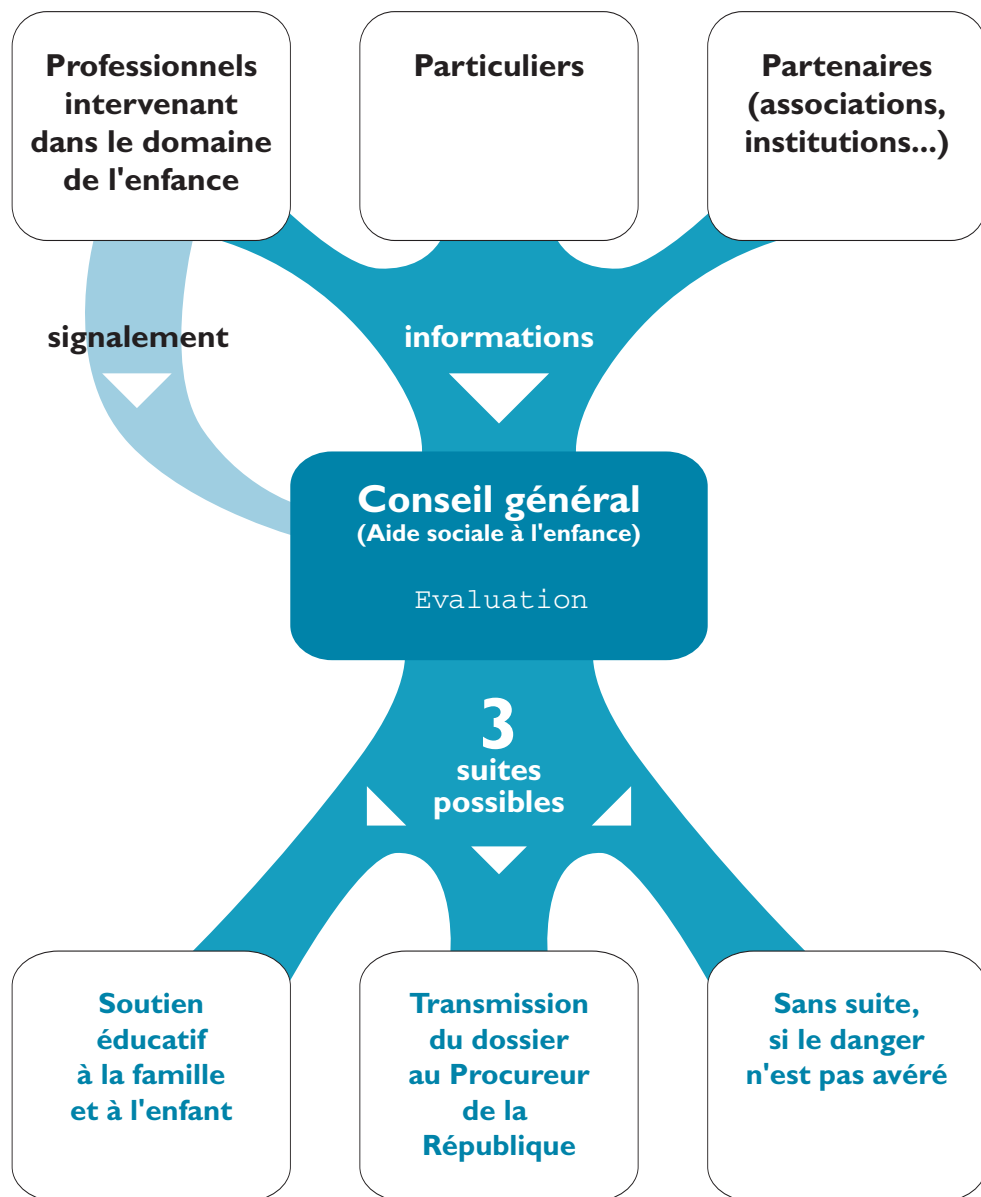 Professionnels
intervenant
dans le domaine
de l'enfance
Particuliers
Partenaires
(associations,
institutions...)
signalement
informations
Conseil général
(Aide sociale à l'enfance)
Evaluation
3
suites
possibles
Soutien
éducatif
à la famille
et à l'enfant
Transmission
du dossier
au Procureur
de la
République
Sans suite,
si le danger
n'est pas avéré